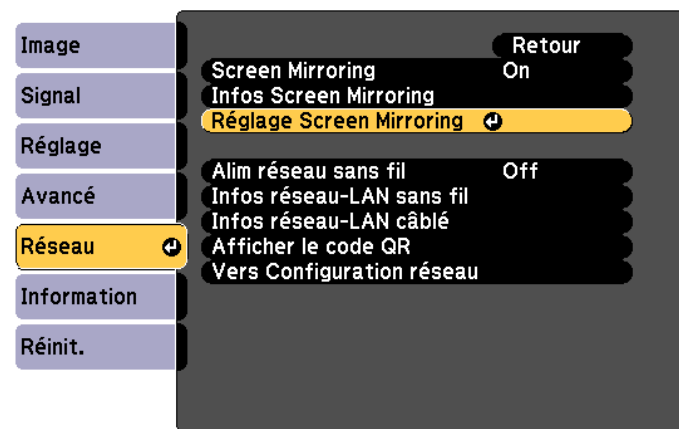 Image
Signal
Réglage
Avancé
Réseau
Information
Réinit.
Retour
Screen Mirroring On
Infos Screen Mirroring
Réglage Screen Mirroring
Alim réseau sans fil Off
Infos réseau-LAN sans fil
Infos réseau-LAN câblé
Afficher le code QR
Vers Configuration réseau